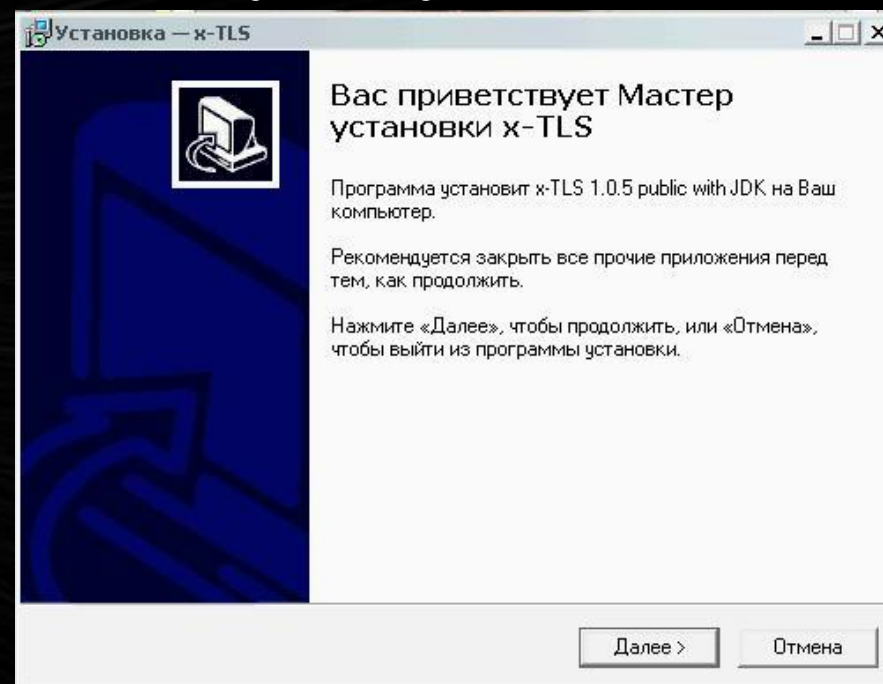 Установка — x-TLS
Вас приветствует Мастер
установки x-TLS
Программа установит x-TLS 1.0.5 public with JDK на Ваш
компьютер.
Рекомендуется закрыть все прочие приложения перед
тем, как продолжить.
Нажмите «Далее», чтобы продолжить, или «Отмена»,
чтобы выйти из программы установки.
Далее >
Отмена